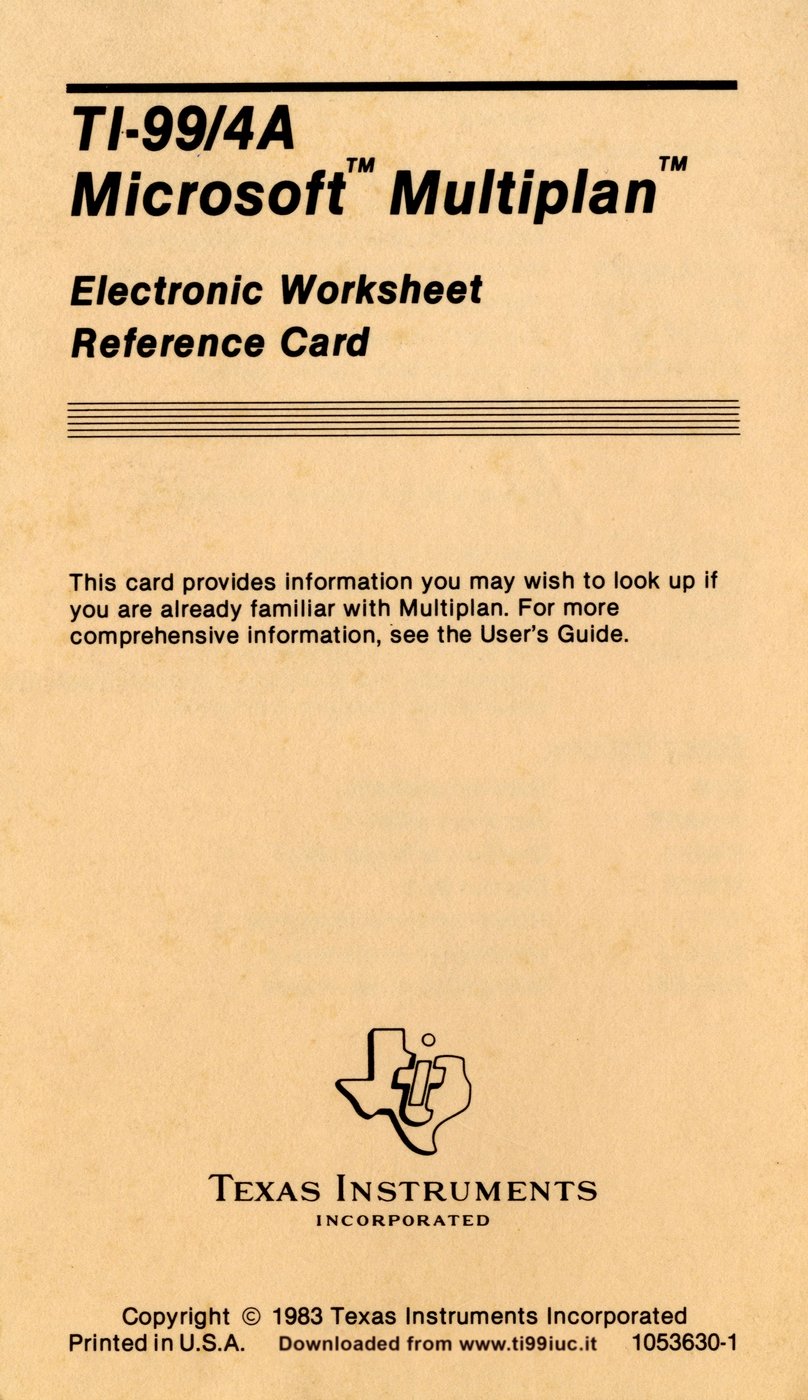 TI-99/4A
Microsoft™ Multiplan™
Electronic Worksheet
Reference Card
This card provides information you may wish to look up if
you are already familiar with Multiplan. For more
comprehensive information, see the User's Guide.
TEXAS INSTRUMENTS
INCORPORATED
Copyright © 1983 Texas Instruments Incorporated
Printed in U.S.A. Downloaded from www.ti99iuc.it 1053630-1